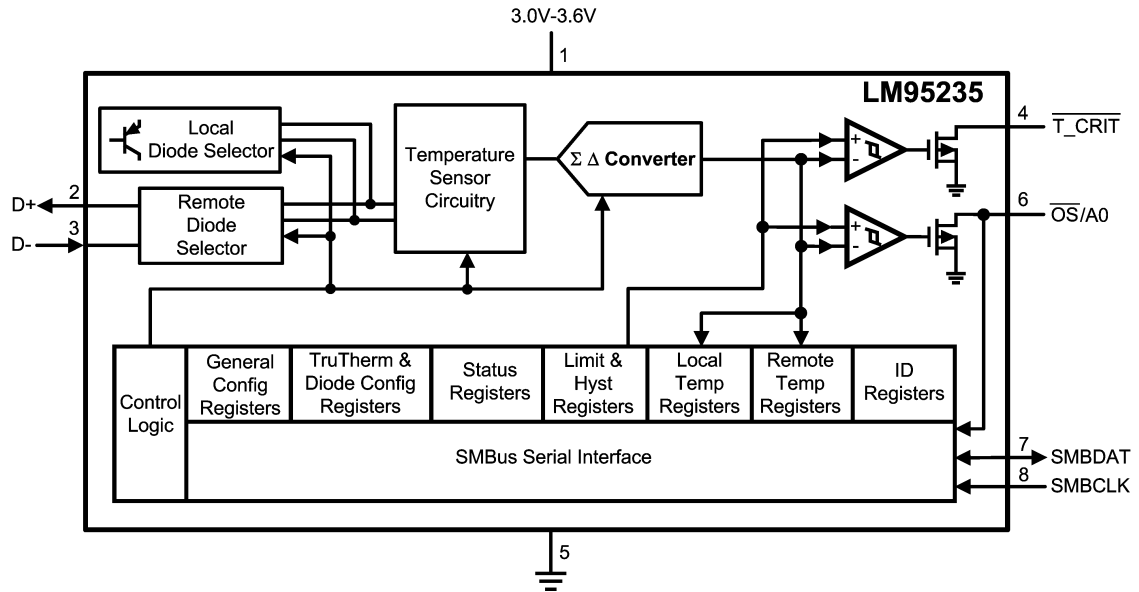 3.0V-3.6V
1
LM95235
Local
Diode Selector
Temperature
Sensor
Circuitry
Σ Δ Converter
+
-
4
T_CRIT
D+
2
D-
3
Remote
Diode
Selector
+
-
6
OS/A0
Control
Logic
General
Config
Registers
TruTherm &
Diode Config
Registers
Status
Registers
Limit &
Hyst
Registers
Local
Temp
Registers
Remote
Temp
Registers
ID
Registers
SMBus Serial Interface
7
SMBDAT
8
SMBCLK
5